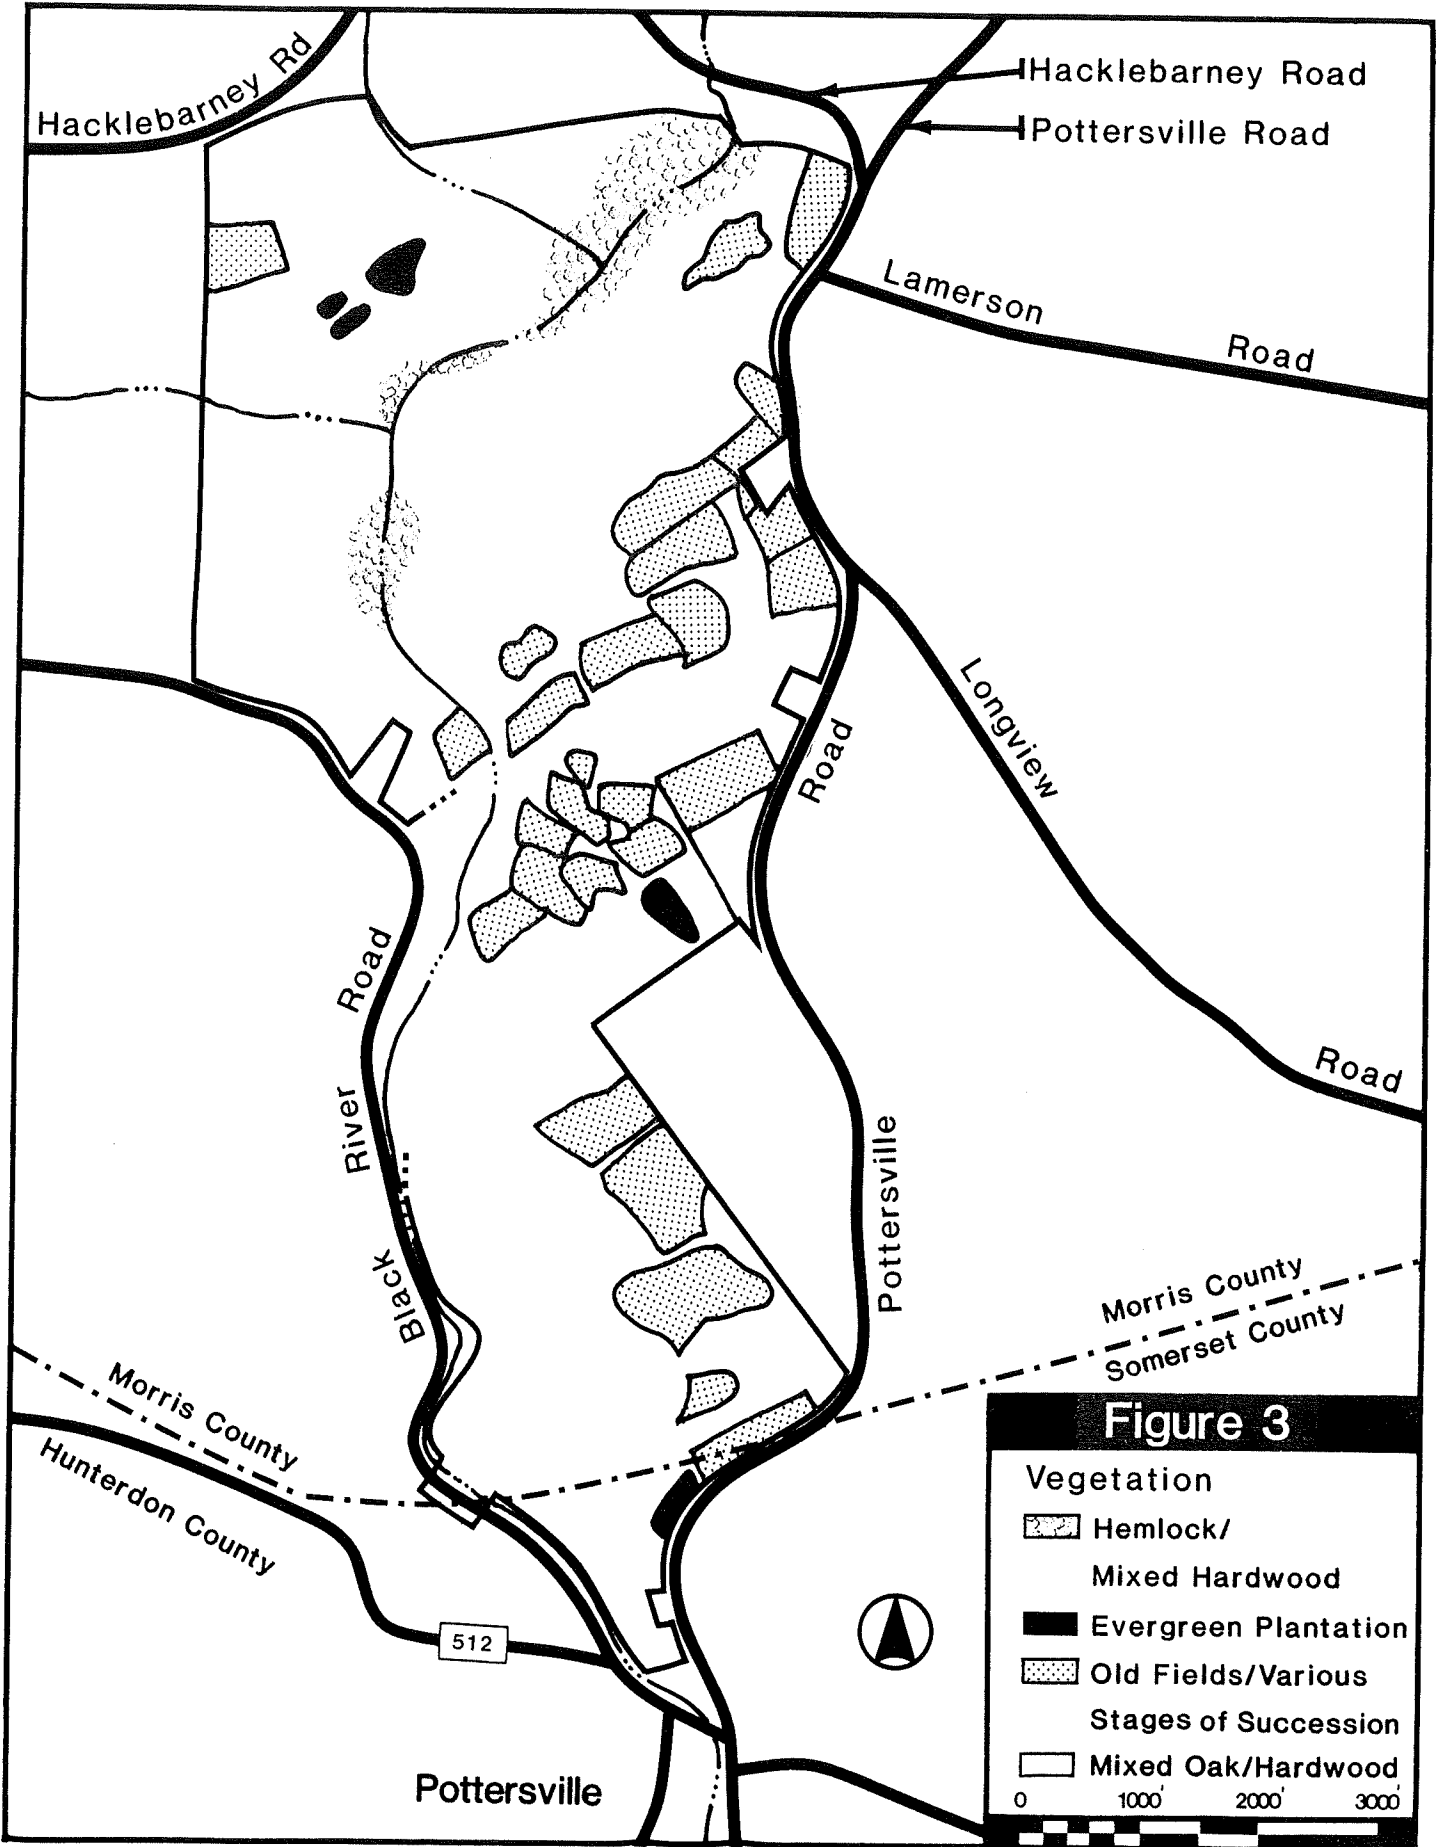 Hacklebarney Rd
Hacklebarney Road
Pottersville Road
Lamerson Road
Longview Road
Pottersville Road
Black River Road
Morris County
Somerset County
Morris County
Hunterdon County
512
Pottersville
Figure 3
Vegetation
Hemlock/
Mixed Hardwood
Evergreen Plantation
Old Fields/Various
Stages of Succession
Mixed Oak/Hardwood
0 1000' 2000' 3000'